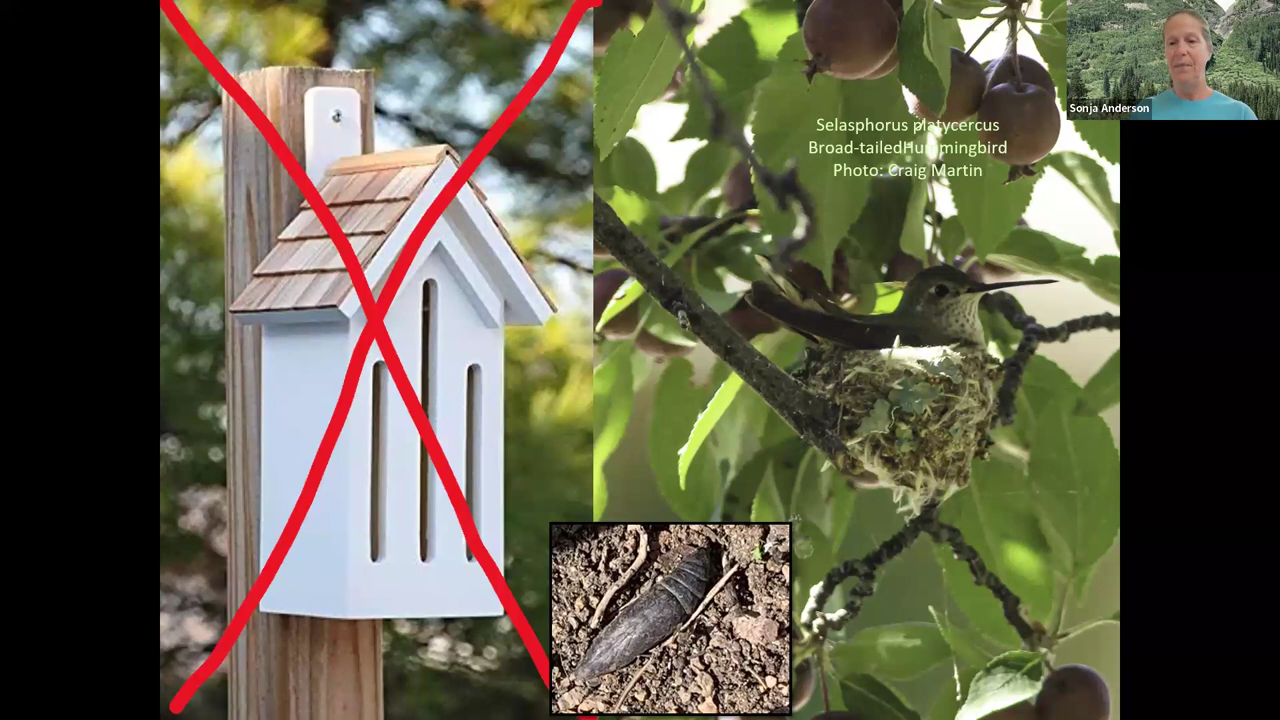 Selasphorus platycercus
Broad-tailedHummingbird
Photo: Craig Martin
Sonja Anderson